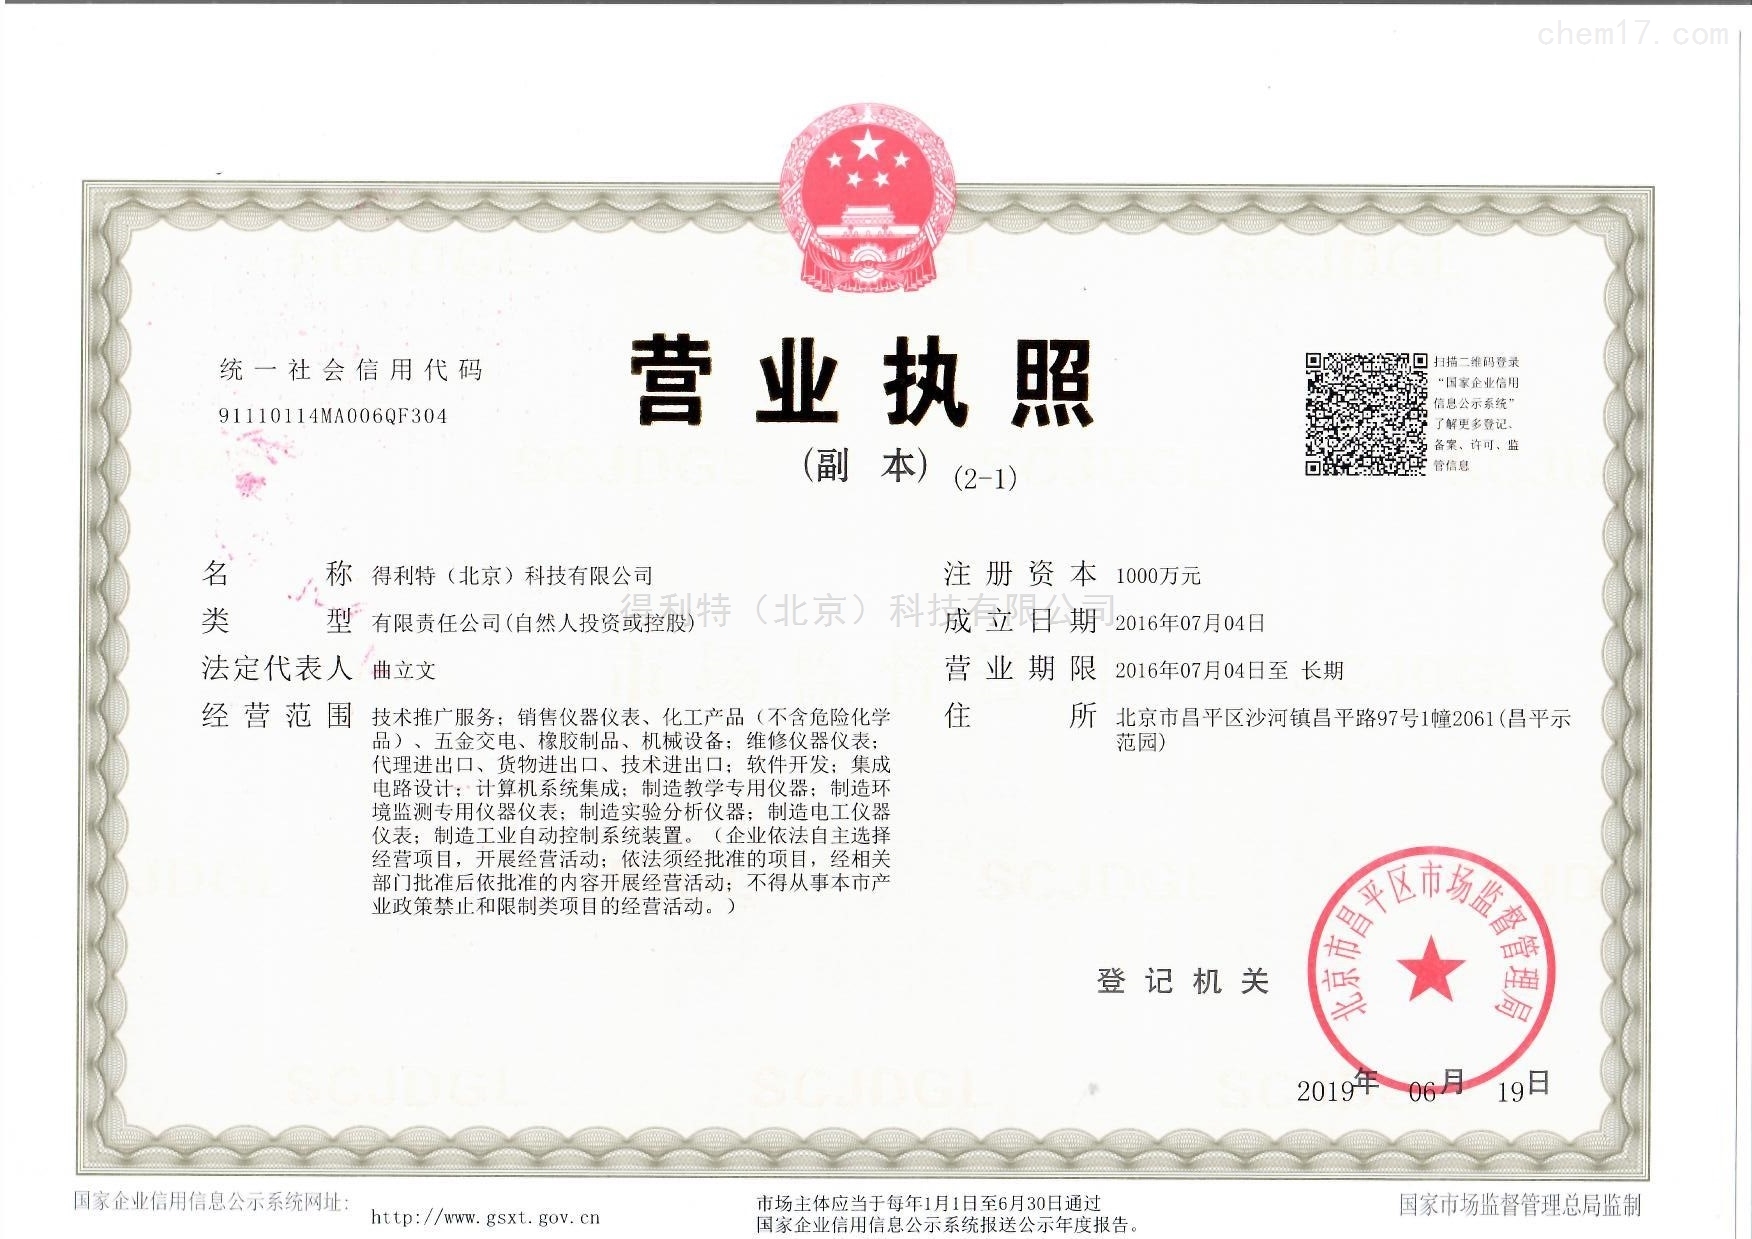 chem17.com
统一社会信用代码
91110114MA006QF304
营业执照
(副 本) (2-1)
扫描二维码登录
“国家企业信用
信息公示系统”
了解更多登记、
备案、许可、监
管信息
名 称 得利特（北京）科技有限公司
类 型 有限责任公司(自然人投资或控股)
法定代表人 曲立文
经营范围 技术推广服务；销售仪器仪表、化工产品（不含危险化学
品）、五金交电、橡胶制品、机械设备；维修仪器仪表；
代理进出口、货物进出口、技术进出口；软件开发；集成
电路设计；计算机系统集成；制造教学专用仪器；制造环
境监测专用仪器仪表；制造实验分析仪器；制造电工仪器
仪表；制造工业自动控制系统装置。（企业依法自主选择
经营项目，开展经营活动；依法须经批准的项目，经相关
部门批准后依批准的内容开展经营活动；不得从事本市产
业政策禁止和限制类项目的经营活动。）
注册资本 1000万元
成立日期 2016年07月04日
营业期限 2016年07月04日至 长期
住 所 北京市昌平区沙河镇昌平路97号1幢2061(昌平示
范园)
得利特（北京）科技有限公司
登记机关
北京市昌平区市场监督管理局
2019年 06月 19日
国家企业信用信息公示系统网址：
http://www.gsxt.gov.cn
市场主体应当于每年1月1日至6月30日通过
国家企业信用信息公示系统报送公示年度报告。
国家市场监督管理总局监制